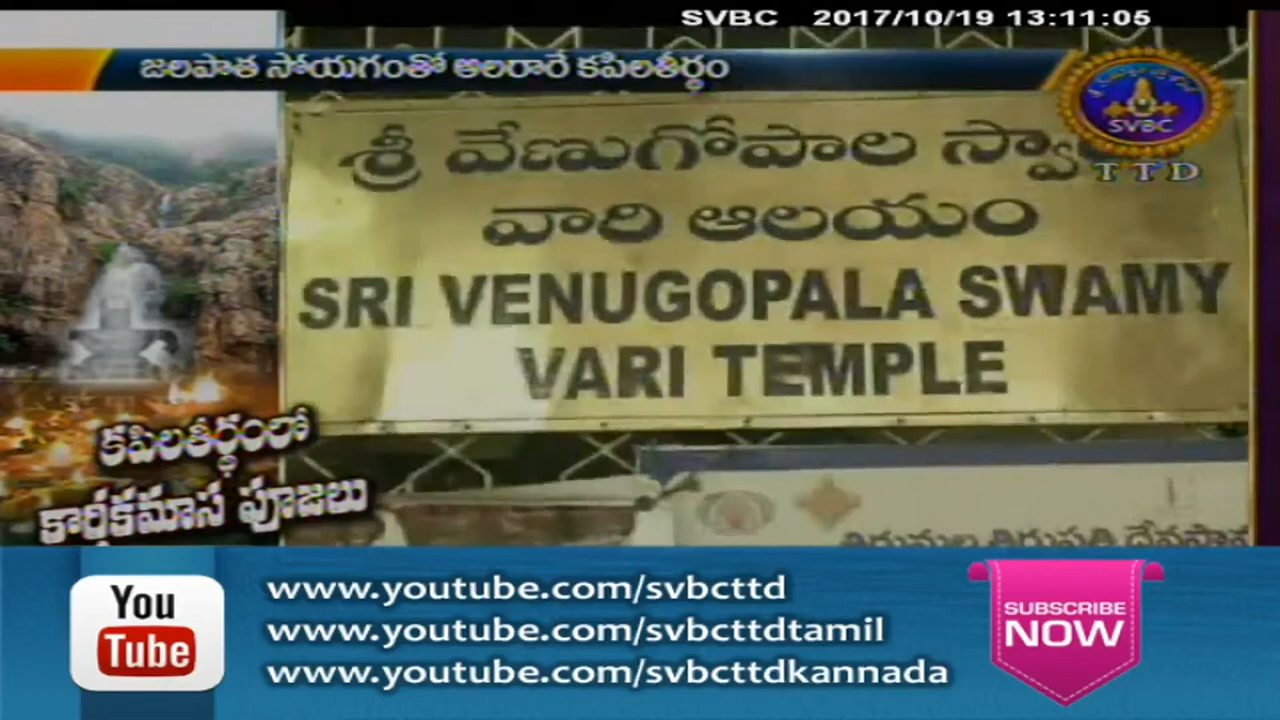 SVBC 2017/10/19 13:11:05
జలపాత సోయగంతో అలరారే కపిలతీర్థం
SVBC
TTD
శ్రీ వేణుగోపాల
వారి ఆలయం
SRI VENUGOPALA SWAMY
VARI TEMPLE
కపిలతీర్థంలో
కార్తీకమాస పూజలు
తిరుమల తిరుపతి
You
Tube
www.youtube.com/svbcttd
www.youtube.com/svbcttdtamil
www.youtube.com/svbcttdkannada
SUBSCRIBE
NOW